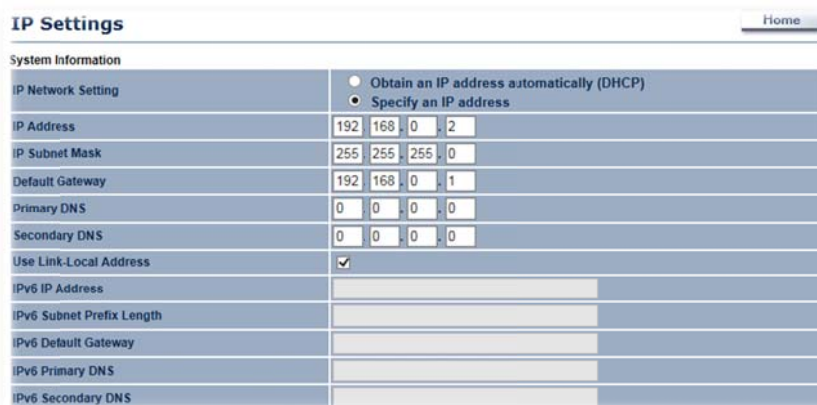 IP Settings
Home
System Information
IP Network Setting
Obtain an IP address automatically (DHCP)
Specify an IP address
IP Address 192 . 168 . 0 . 2
IP Subnet Mask 255 . 255 . 255 . 0
Default Gateway 192 . 168 . 0 . 1
Primary DNS 0 . 0 . 0 . 0
Secondary DNS 0 . 0 . 0 . 0
Use Link-Local Address
IPv6 IP Address
IPv6 Subnet Prefix Length
IPv6 Default Gateway
IPv6 Primary DNS
IPv6 Secondary DNS